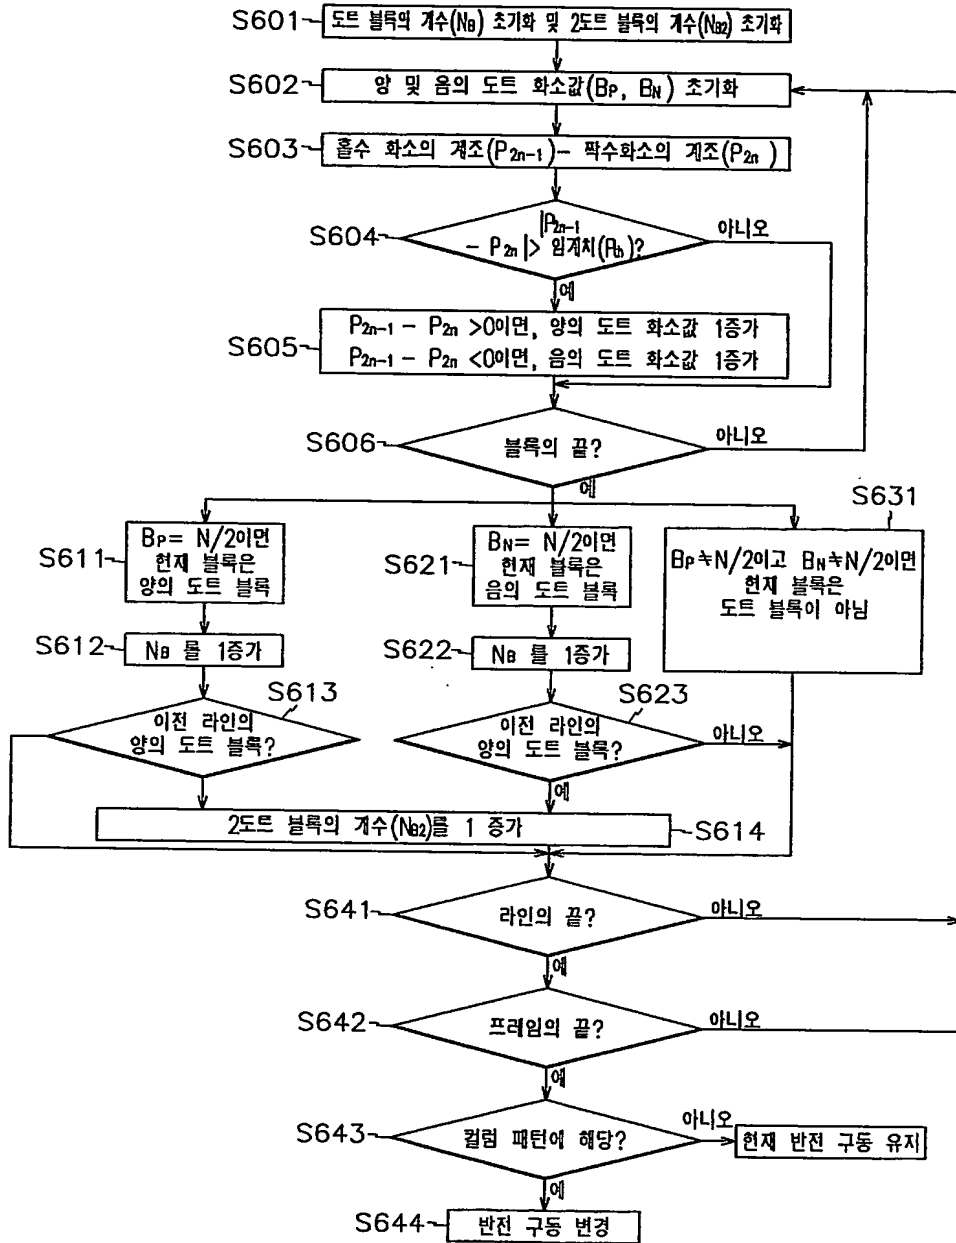 S601
도트 블록의 개수(NB) 초기화 및 2도트 블록의 개수(NB2) 초기화
S602
양 및 음의 도트 화소값(BP, BN) 초기화
S603
홀수 화소의 계조(P2n-1)- 짝수화소의 계조(P2n )
S604
|P2n-1
- P2n|> 임계치(Pth)?
아니오
예
S605
P2n-1 - P2n >0이면, 양의 도트 화소값 1증가
P2n-1 - P2n <0이면, 음의 도트 화소값 1증가
S606
블록의 끝?
아니오
예
S611
BP= N/2이면
현재 블록은
양의 도트 블록
S621
BN= N/2이면
현재 블록은
음의 도트 블록
S631
BP≠N/2이고 BN≠N/2이면
현재 블록은
도트 블록이 아님
S612
NB 를 1증가
S622
NB 를 1증가
S613
이전 라인의
양의 도트 블록?
S623
이전 라인의
양의 도트 블록?
아니오
예
2도트 블록의 개수(NB2)를 1 증가
S614
S641
라인의 끝?
아니오
예
S642
프레임의 끝?
아니오
예
S643
컬럼 패턴에 해당?
아니오
현재 반전 구동 유지
예
S644
반전 구동 변경